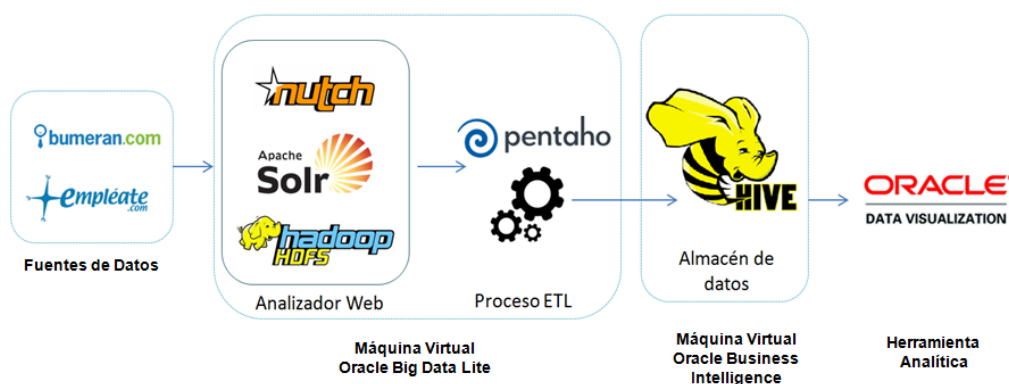 bumeran.com
empléate
.com
Fuentes de Datos
nutch
Apache
Solr
hadoop
HDFS
Analizador Web
pentaho
Proceso ETL
Máquina Virtual
Oracle Big Data Lite
HIVE
Almacén de
datos
Máquina Virtual
Oracle Business
Intelligence
ORACLE
DATA VISUALIZATION
Herramienta
Analítica